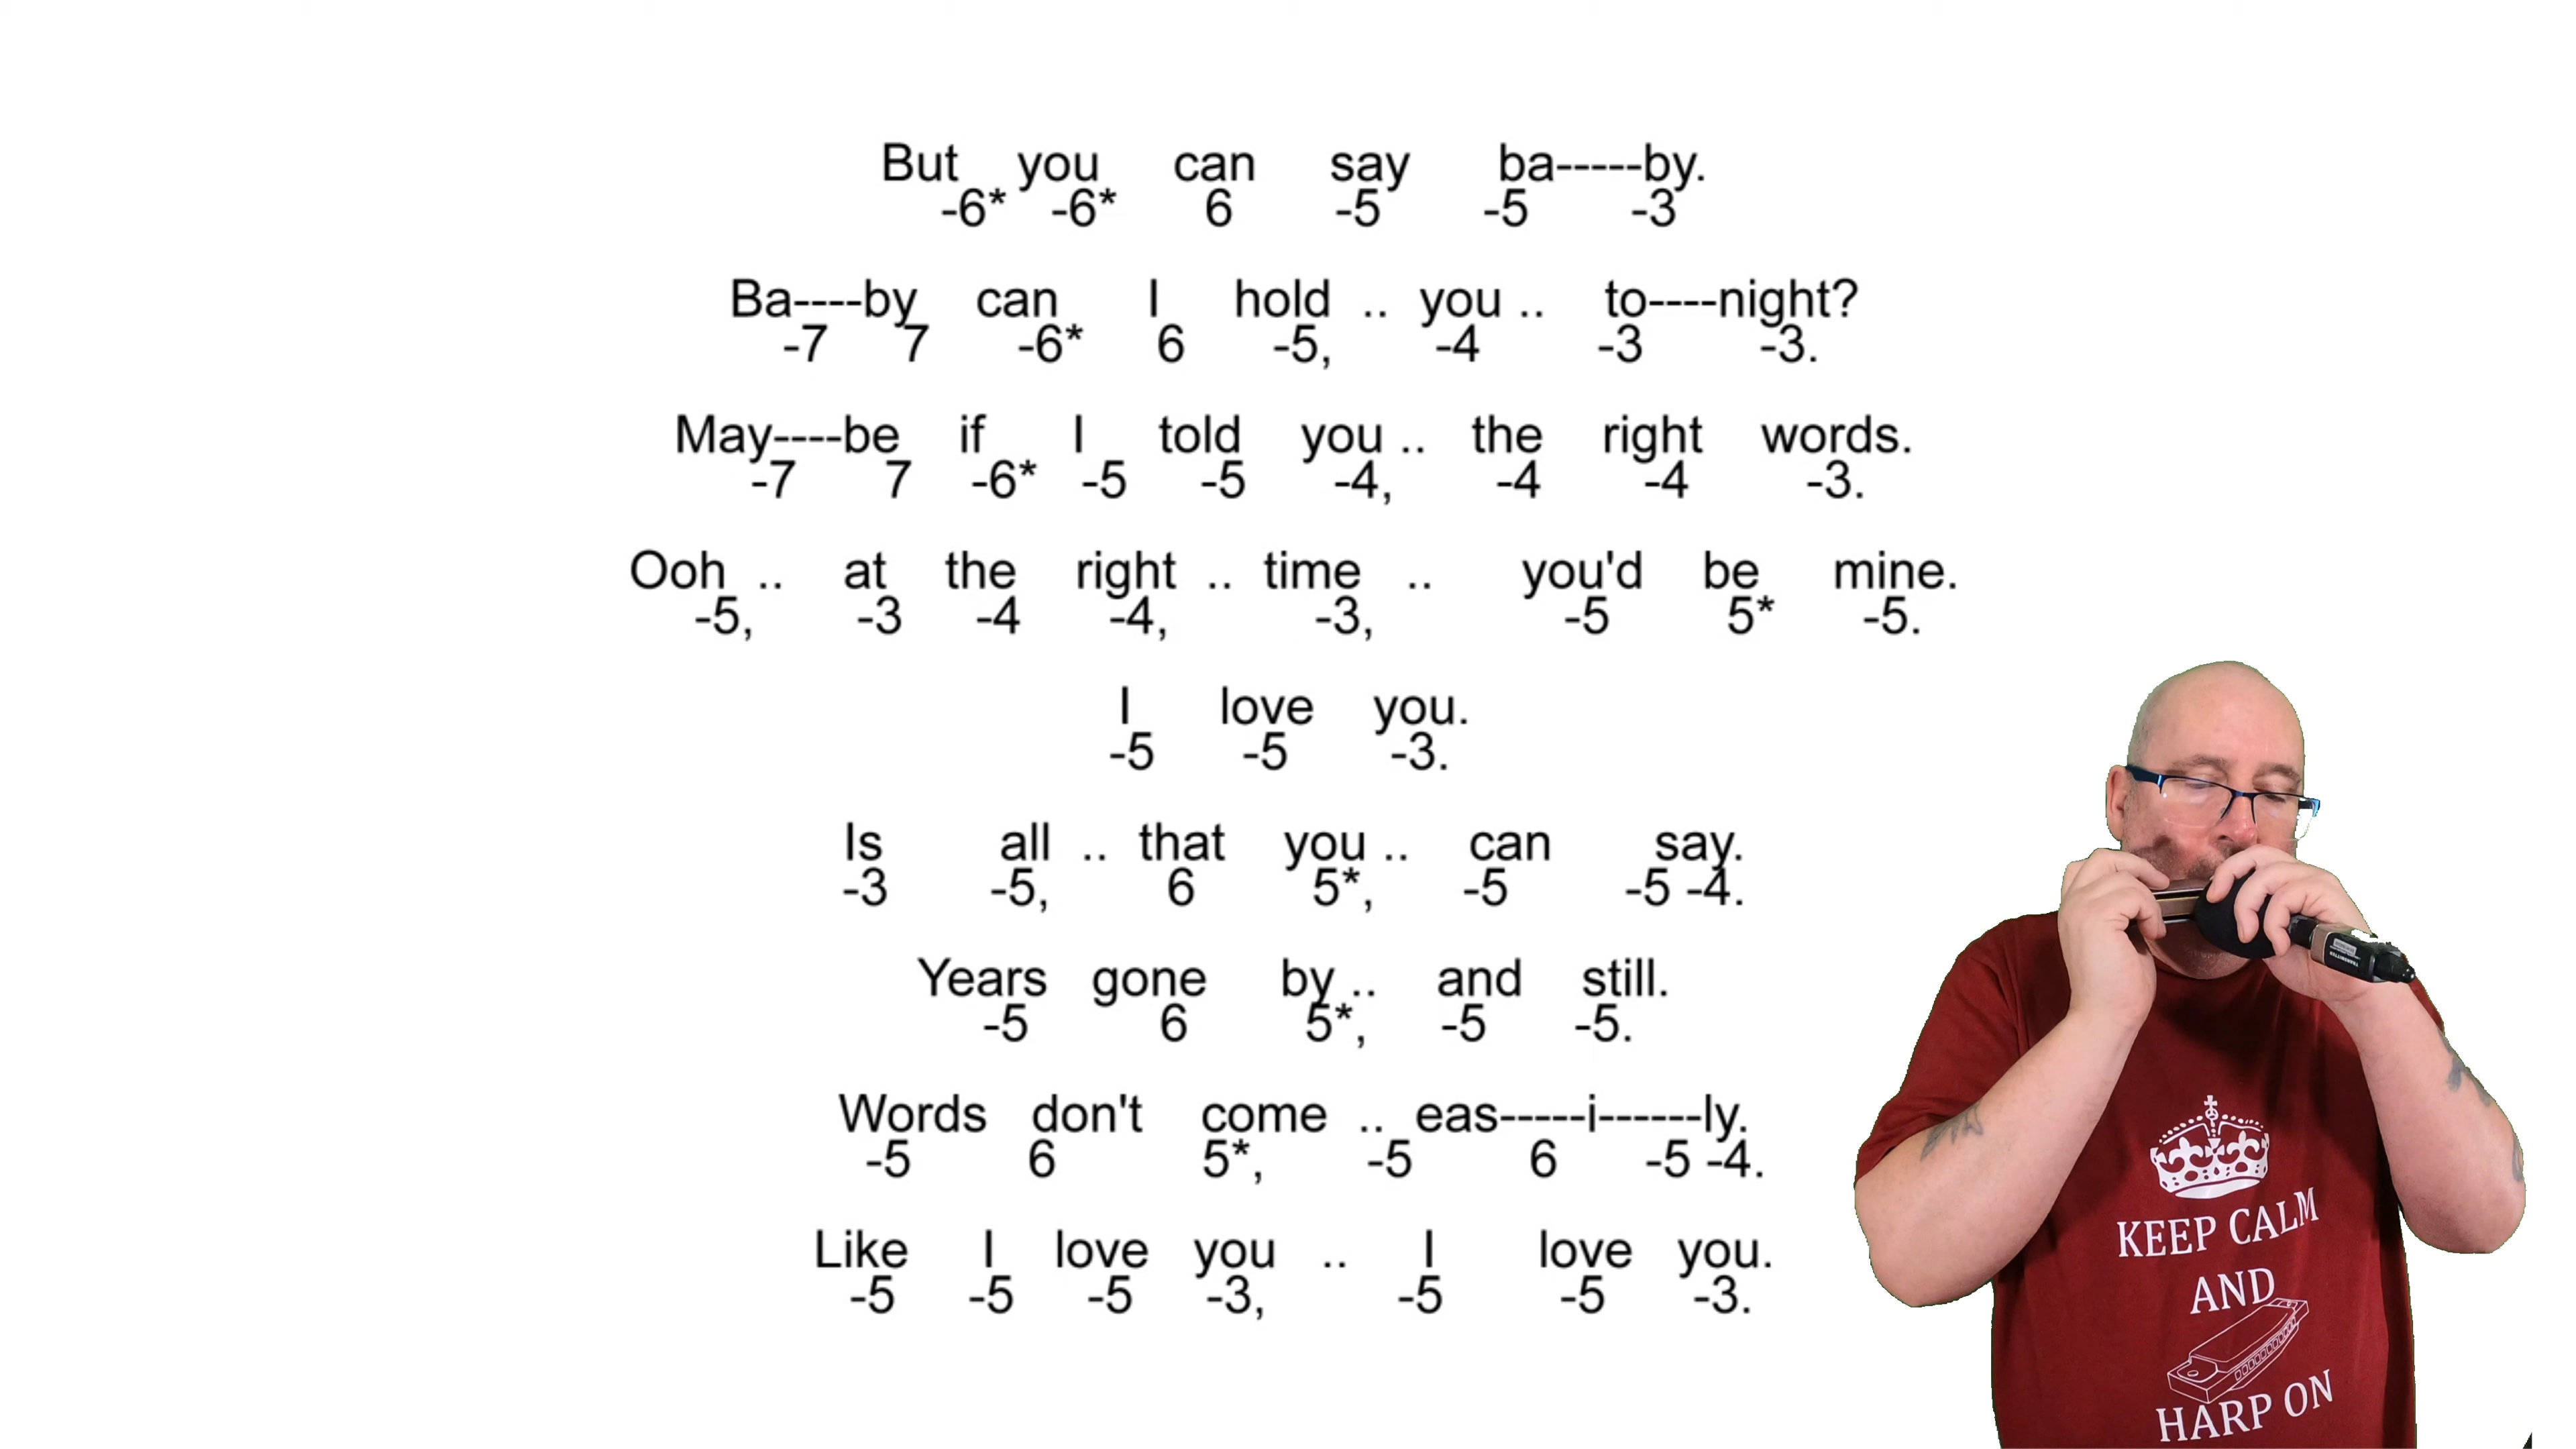 But you can say ba-----by.
-6* -6* 6 -5 -5 -3
Ba----by can I hold .. you .. to----night?
-7 7 -6* 6 -5, -4 -3 -3.
May----be if I told you .. the right words.
-7 7 -6* -5 -5 -4, -4 -4 -3.
Ooh .. at the right .. time .. you'd be mine.
-5, -3 -4 -4, -3, -5 5* -5.
I love you.
-5 -5 -3.
Is all .. that you .. can say.
-3 -5, 6 5*, -5 -5 -4.
Years gone by .. and still.
-5 6 5*, -5 -5.
Words don't come .. eas-----i------ly.
-5 6 5*, -5 6 -5 -4.
Like I love you .. I love you.
-5 -5 -5 -3, -5 -5 -3.
KEEP CALM
AND
HARP ON